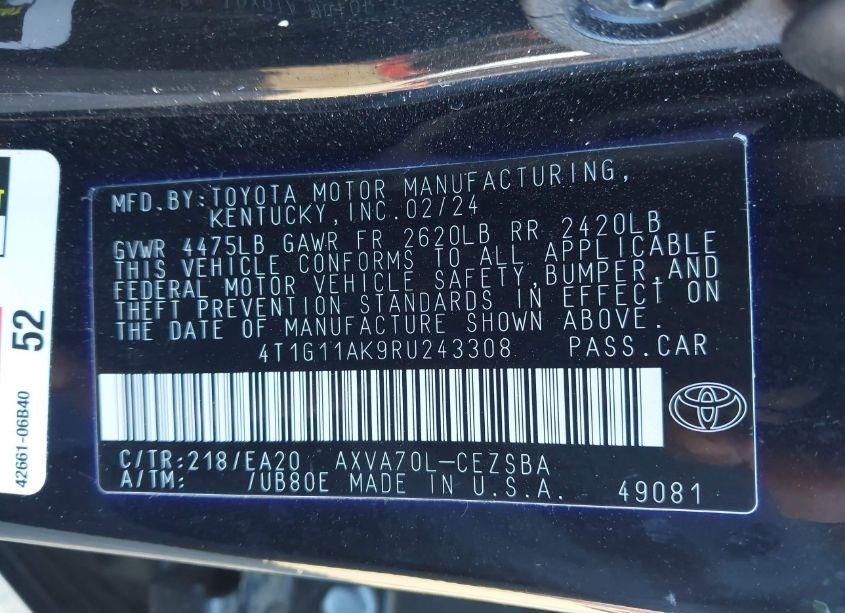 MFD. BY: TOYOTA MOTOR MANUFACTURING,
KENTUCKY, INC. 02/24
GVWR 4475LB GAWR FR 2620LB RR 2420LB
THIS VEHICLE CONFORMS TO ALL APPLICABLE
FEDERAL MOTOR VEHICLE SAFETY, BUMPER, AND
THEFT PREVENTION STANDARDS IN EFFECT ON
THE DATE OF MANUFACTURE SHOWN ABOVE.
4T1G11AK9RU243308 PASS.CAR
C/TR:218/EA20 AXVA70L-CEZSBA
A/TM: /UB80E MADE IN U.S.A. 49081
52
42661-06B40